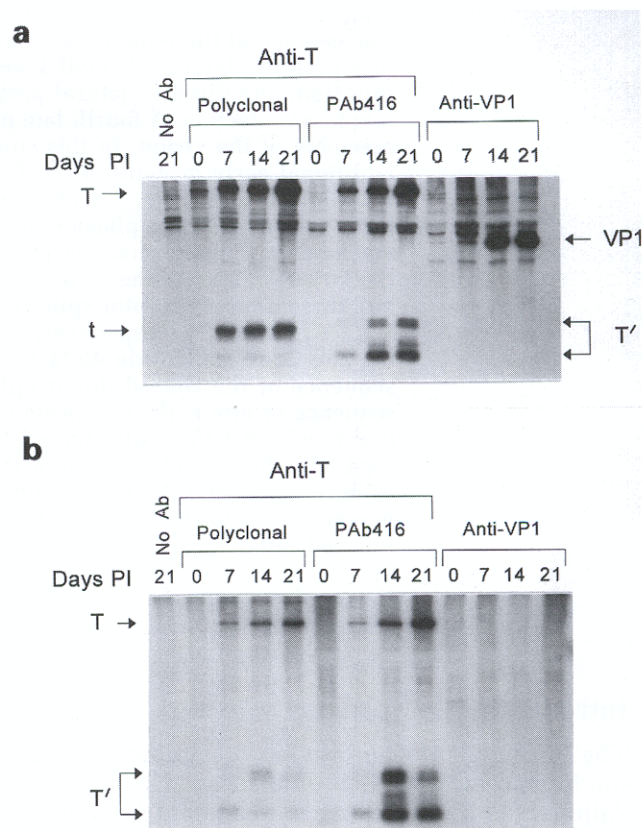 a
Anti-T
No Ab
Polyclonal PAb416 Anti-VP1
Days PI 21 0 7 14 21 0 7 14 21 0 7 14 21
T
VP1
t
T′
b
Anti-T
No Ab
Polyclonal PAb416 Anti-VP1
Days PI 21 0 7 14 21 0 7 14 21 0 7 14 21
T
T′